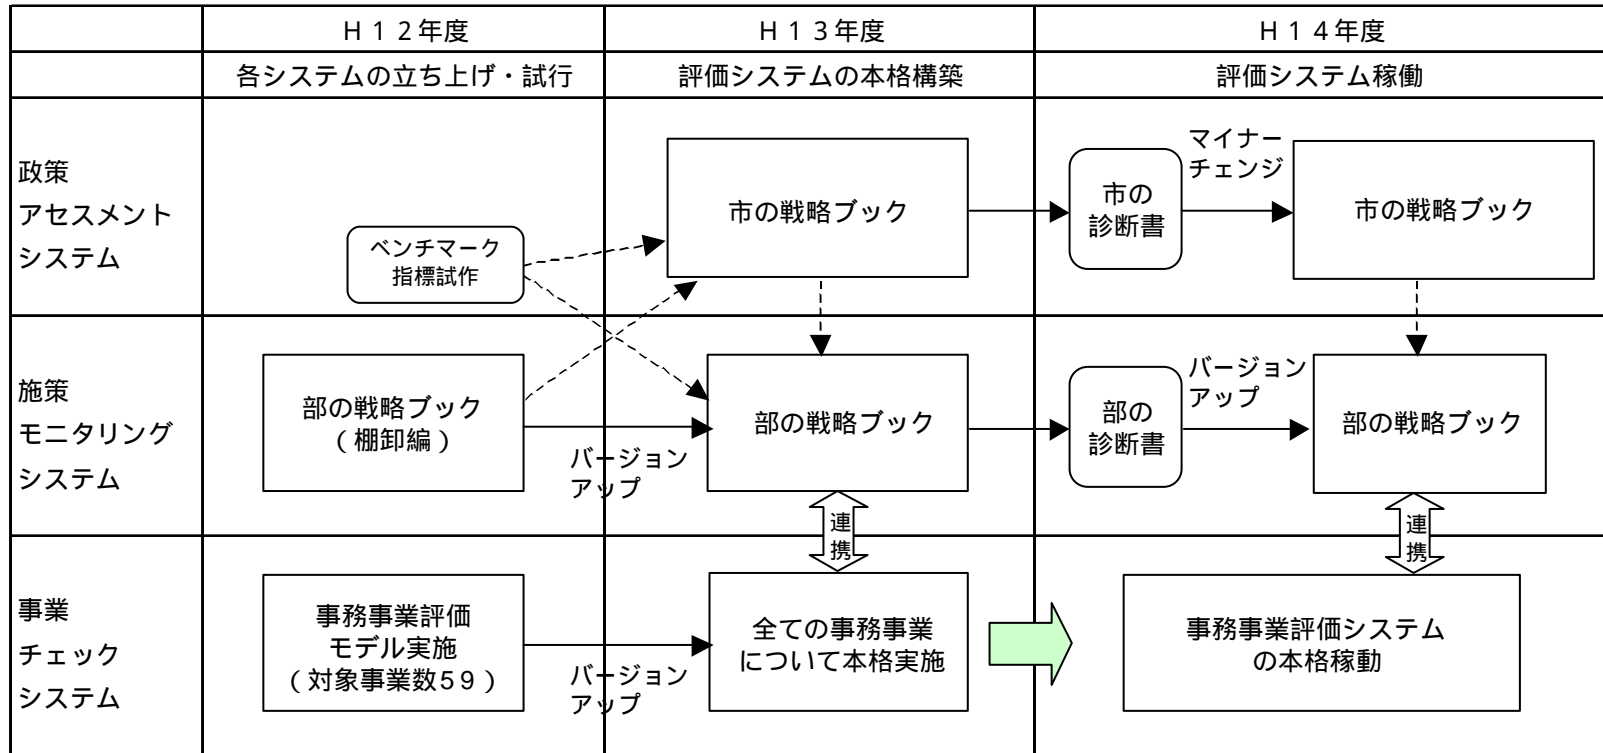 Ｈ１２年度
Ｈ１３年度
Ｈ１４年度
各システムの立ち上げ・試行
評価システムの本格構築
評価システム稼働
政策
アセスメント
システム
ベンチマーク
指標試作
市の戦略ブック
市の
診断書
マイナー
チェンジ
市の戦略ブック
施策
モニタリング
システム
部の戦略ブック
（棚卸編）
バージョン
アップ
部の戦略ブック
部の
診断書
バージョン
アップ
部の戦略ブック
連
携
連
携
事業
チェック
システム
事務事業評価
モデル実施
（対象事業数５９）
バージョン
アップ
全ての事務事業
について本格実施
事務事業評価システム
の本格稼動